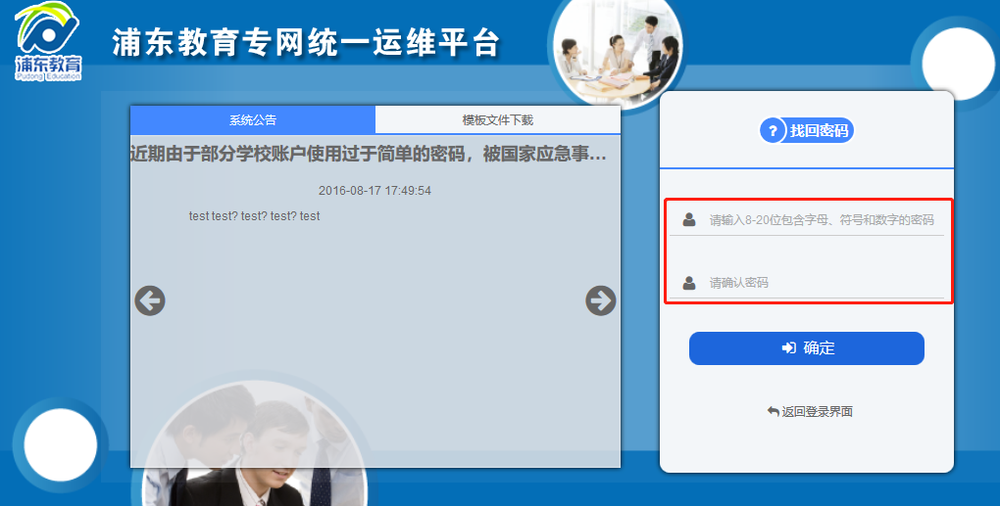 浦东教育
Pudong Education
浦东教育专网统一运维平台
系统公告
模板文件下载
近期由于部分学校账户使用过于简单的密码，被国家应急事...
2016-08-17 17:49:54
test test? test? test? test
? 找回密码
请输入8-20位包含字母、符号和数字的密码
请确认密码
确定
返回登录界面